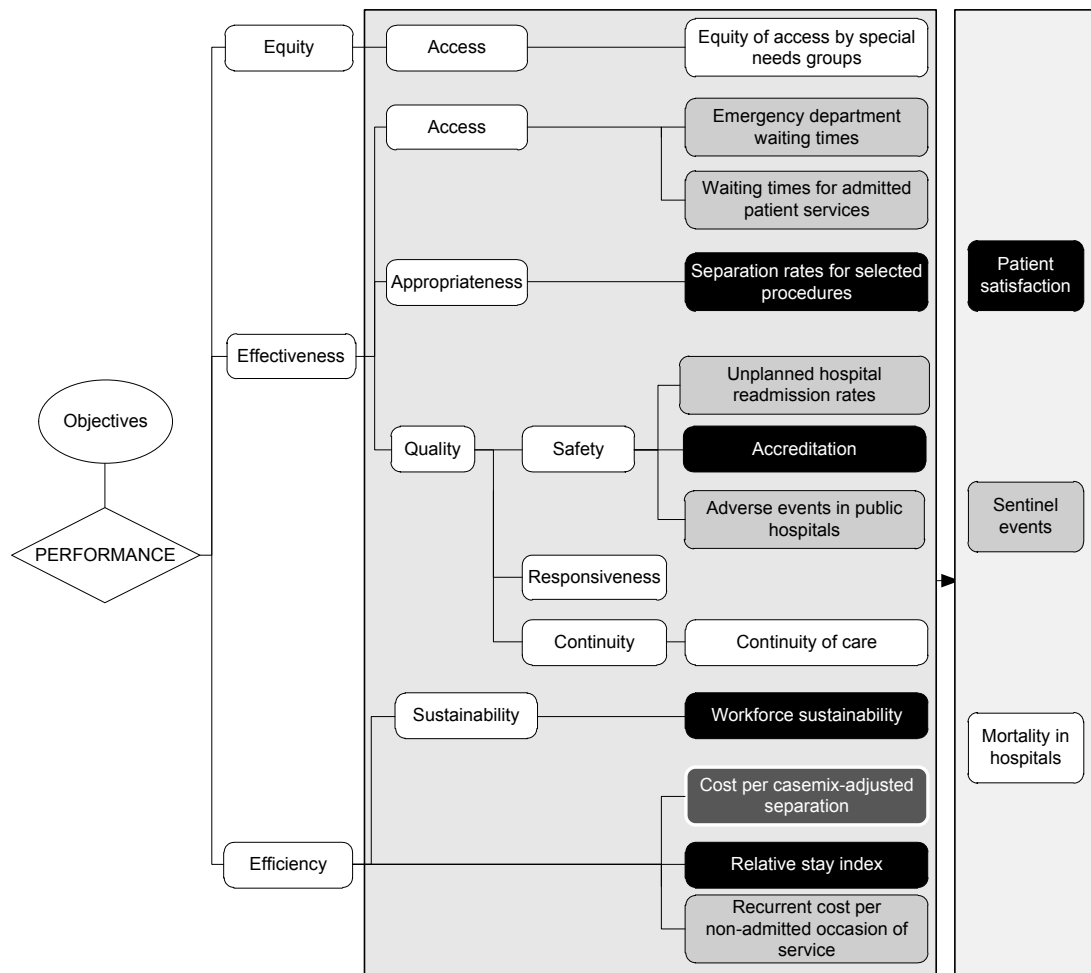 Equity
Access
Equity of access by special
needs groups
Access
Emergency department
waiting times
Waiting times for admitted
patient services
Appropriateness
Separation rates for selected
procedures
Patient
satisfaction
Effectiveness
Unplanned hospital
readmission rates
Objectives
Quality
Safety
Accreditation
Adverse events in public
hospitals
Sentinel
events
PERFORMANCE
Responsiveness
Continuity
Continuity of care
Sustainability
Workforce sustainability
Mortality in
hospitals
Cost per casemix-adjusted
separation
Efficiency
Relative stay index
Recurrent cost per
non-admitted occasion of
service